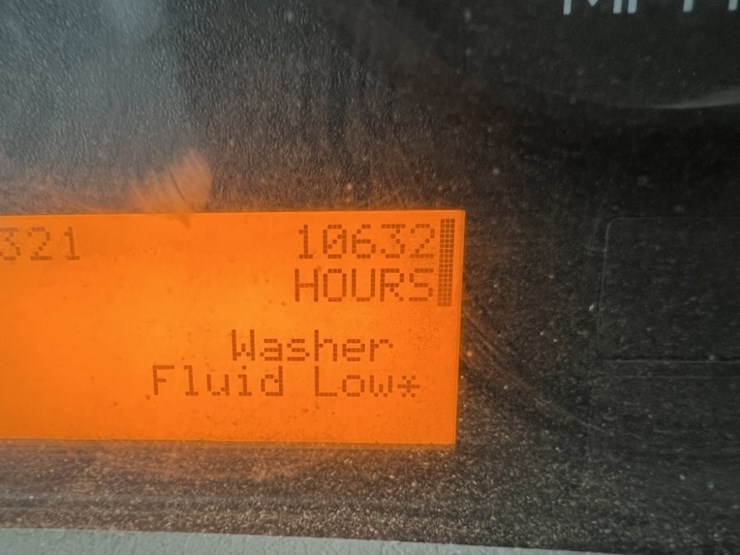 321 10632
HOURS
Washer
Fluid Low*